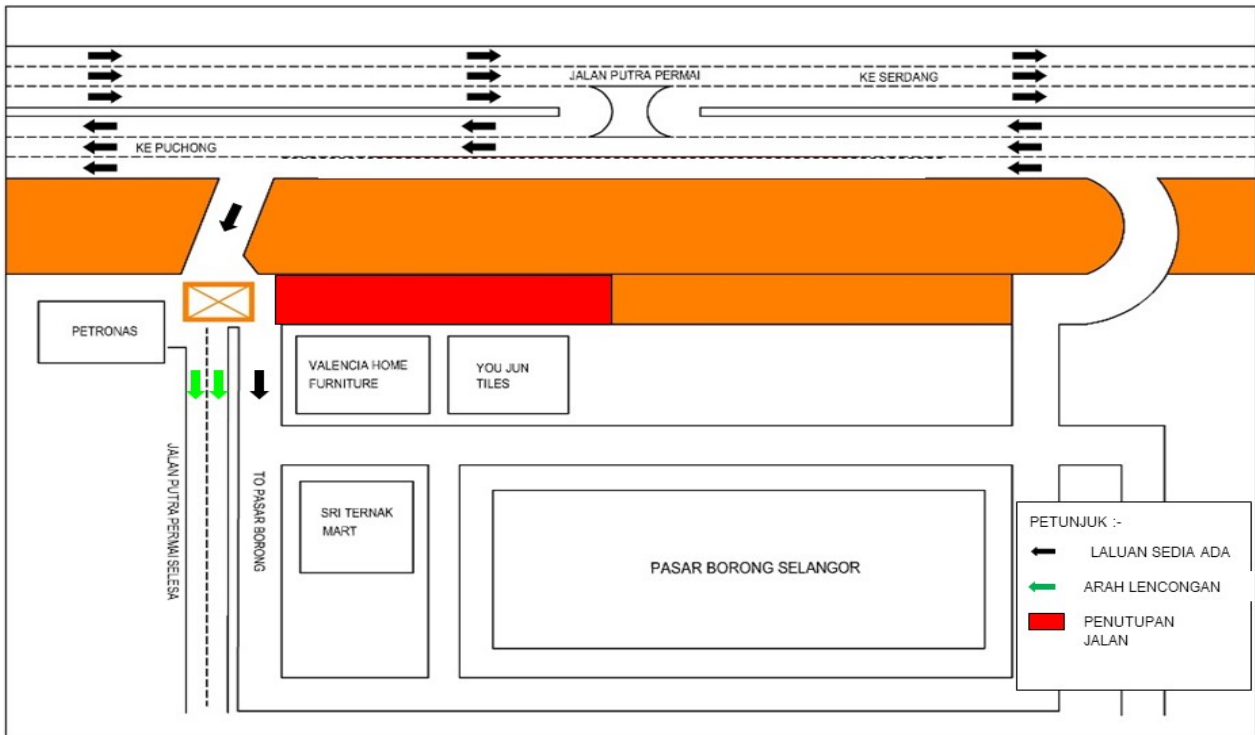 JALAN PUTRA PERMAI
KE SERDANG
KE PUCHONG
PETRONAS
VALENCIA HOME
FURNITURE
YOU JUN
TILES
JALAN PUTRA PERMAI SELESA
TO PASAR BORONG
SRI TERNAK
MART
PASAR BORONG SELANGOR
PETUNJUK :-
LALUAN SEDIA ADA
ARAH LENCONGAN
PENUTUPAN
JALAN